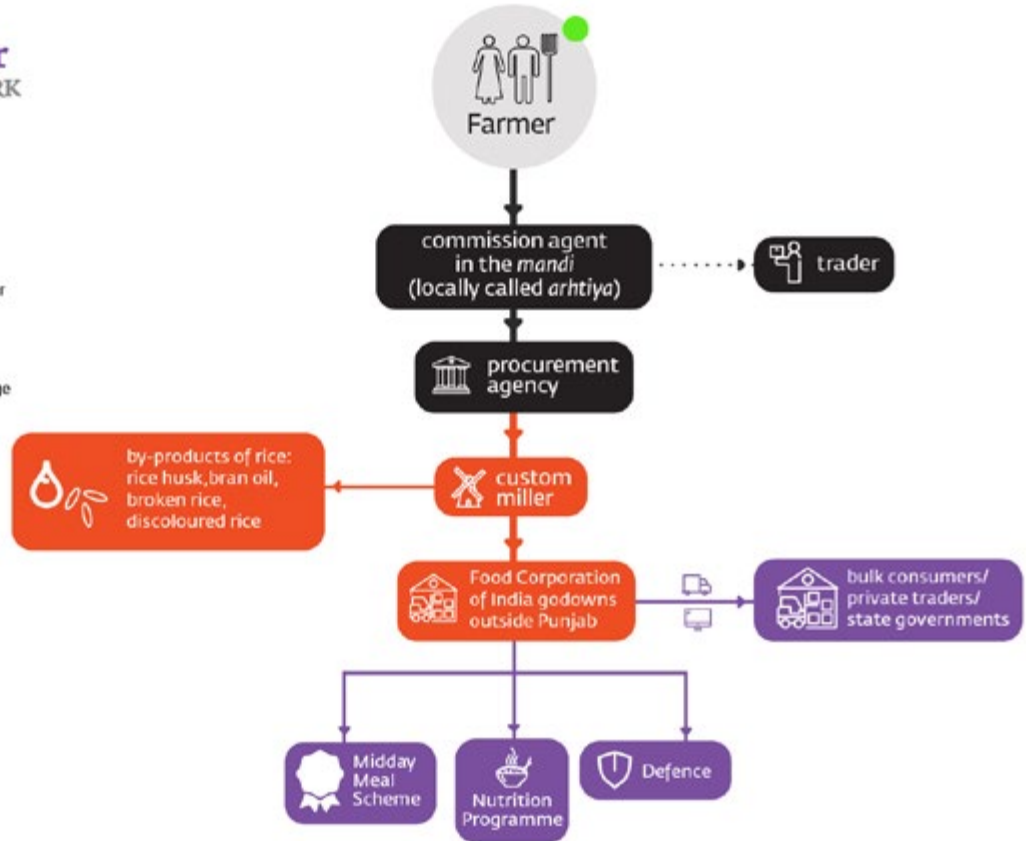 Farmer
commission agent
in the mandi
(locally called arhtiya)
trader
procurement
agency
by-products of rice:
rice husk,bran oil,
broken rice,
discoloured rice
custom
miller
Food Corporation
of India godowns
outside Punjab
bulk consumers/
private traders/
state governments
Midday
Meal
Scheme
Nutrition
Programme
Defence